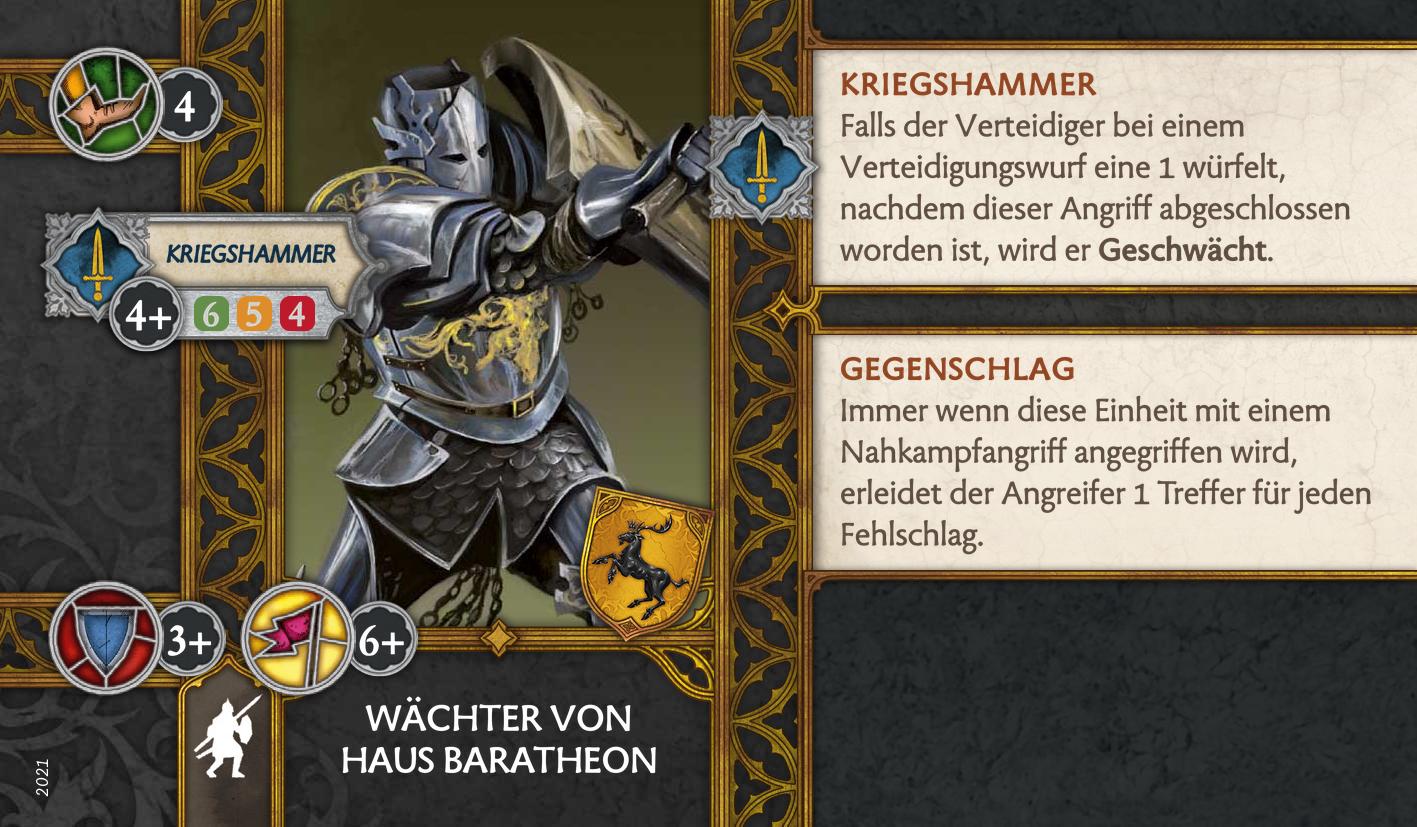 4
KRIEGSHAMMER
4+ 6 5 4
3+ 6+
WÄCHTER VON
HAUS BARATHEON
2021
KRIEGSHAMMER
Falls der Verteidiger bei einem
Verteidigungswurf eine 1 würfelt,
nachdem dieser Angriff abgeschlossen
worden ist, wird er Geschwächt.
GEGENSCHLAG
Immer wenn diese Einheit mit einem
Nahkampfangriff angegriffen wird,
erleidet der Angreifer 1 Treffer für jeden
Fehlschlag.